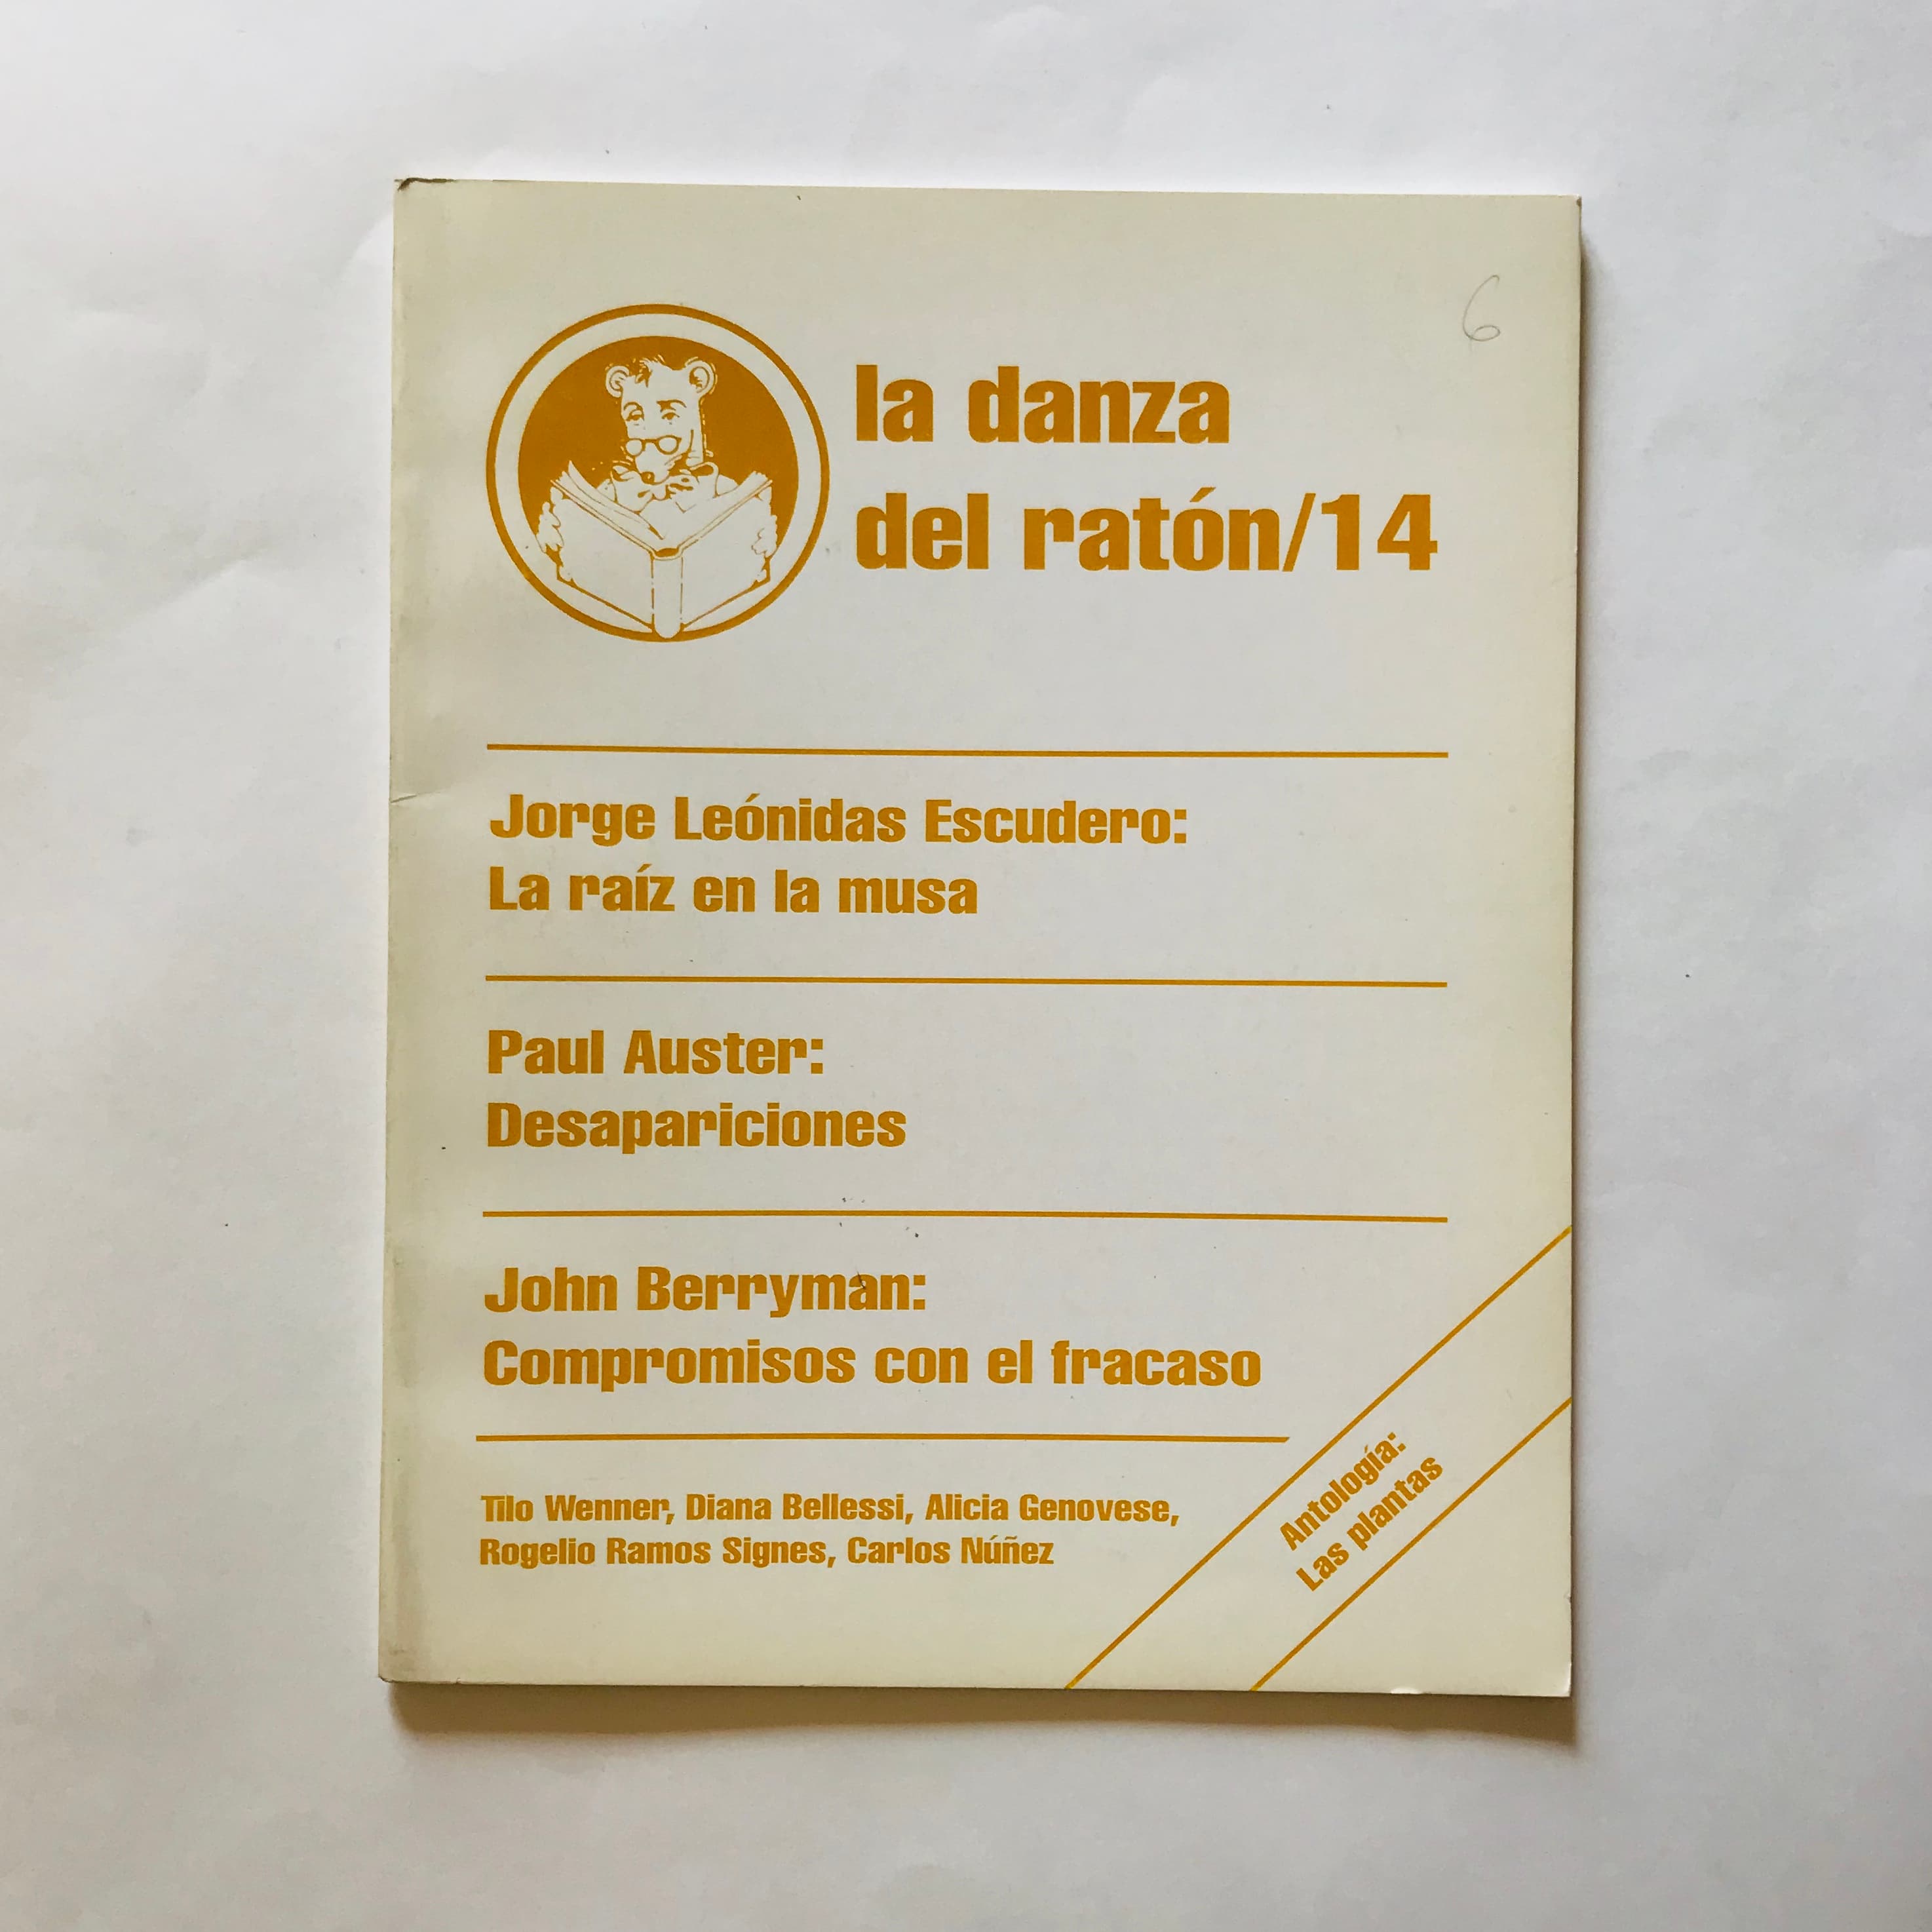 6
la danza
del ratón/14
Jorge Leónidas Escudero:
La raíz en la musa
Paul Auster:
Desapariciones
John Berryman:
Compromisos con el fracaso
Tilo Wenner, Diana Bellessi, Alicia Genovese,
Rogelio Ramos Signes, Carlos Núñez
Antología:
Las plantas